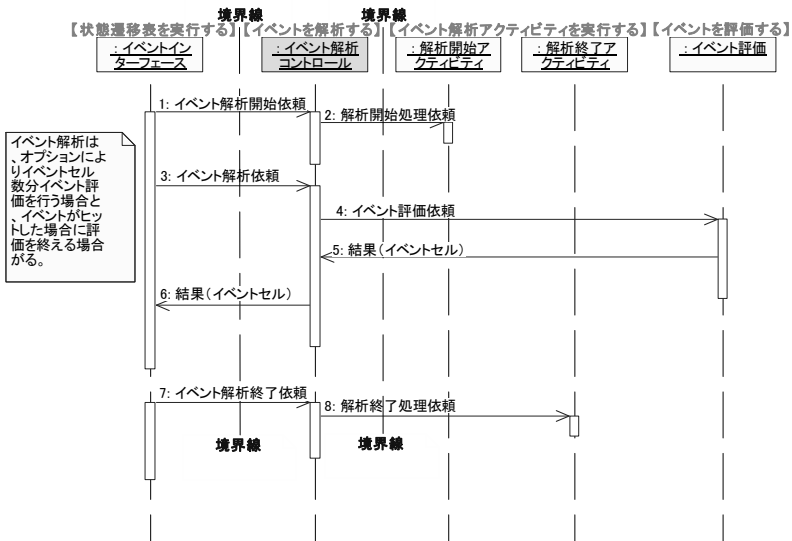 境界線
境界線
【状態遷移表を実行する】【イベントを解析する】【イベント解析アクティビティを実行する】【イベントを評価する】
: イベントイン
ターフェース
: イベント解析
コントロール
: 解析開始ア
クティビティ
: 解析終了ア
クティビティ
: イベント評価
1: イベント解析開始依頼
2: 解析開始処理依頼
イベント解析は
、オプションによ
りイベントセル
数分イベント評
価を行う場合と
、イベントがヒッ
トした場合に評
価を終える場合
がる。
3: イベント解析依頼
4: イベント評価依頼
5: 結果(イベントセル)
6: 結果(イベントセル)
7: イベント解析終了依頼
8: 解析終了処理依頼
境界線
境界線